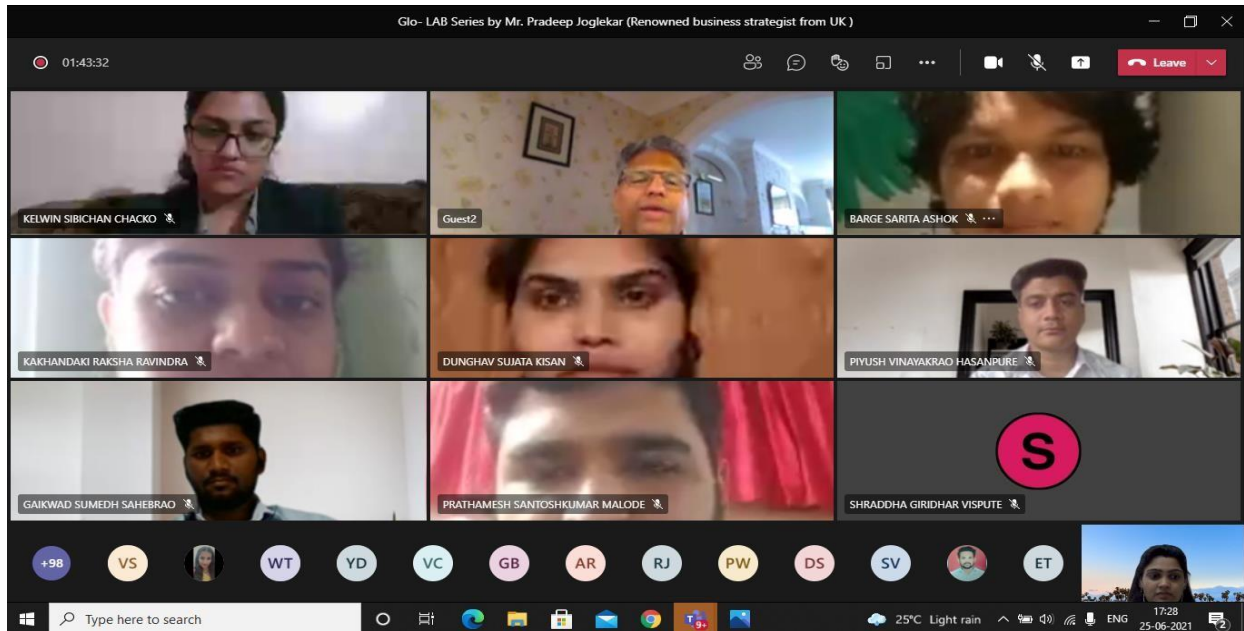 Glo- LAB Series by Mr. Pradeep Joglekar (Renowned business strategist from UK )
01:43:32
Leave
KELWIN SIBICHAN CHACKO
Guest2
BARGE SARITA ASHOK
KAKHANDAKI RAKSHA RAVINDRA
DUNGHAV SUJATA KISAN
PIYUSH VINAYAKRAO HASANPURE
GAIKWAD SUMEDH SAHEBRAO
PRATHAMESH SANTOSHKUMAR MALODE
S
SHRADDHA GIRIDHAR VISPUTE
+98 VS WT YD VC GB AR RJ PW DS SV ET
Type here to search
T 9+
25°C Light rain
ENG
17:28
25-06-2021
2